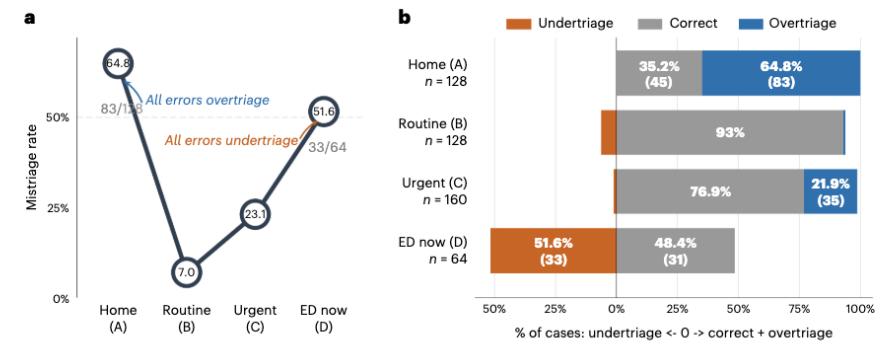 a
Mistriage rate
50%
25%
0%
64.8
All errors overtriage
83/128
51.6
All errors undertriage
33/64
23.1
7.0
Home
(A)
Routine
(B)
Urgent
(C)
ED now
(D)
b
Undertriage
Correct
Overtriage
Home (A)
n = 128
35.2%
(45)
64.8%
(83)
Routine (B)
n = 128
93%
Urgent (C)
n = 160
76.9%
21.9%
(35)
ED now (D)
n = 64
51.6%
(33)
48.4%
(31)
50% 25% 0% 25% 50% 75% 100%
% of cases: undertriage <- 0 -> correct + overtriage